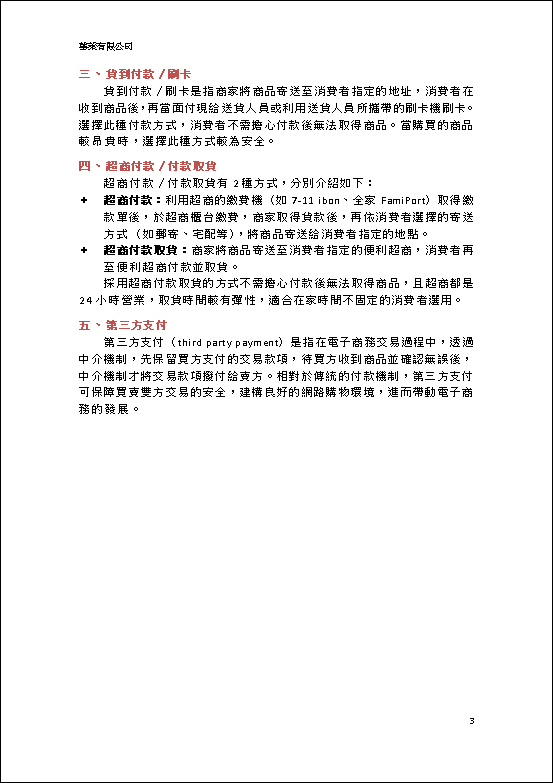 蓁萊有限公司
三、貨到付款／刷卡
貨到付款／刷卡是指商家將商品寄送至消費者指定的地址，消費者在
收到商品後，再當面付現給送貨人員或利用送貨人員所攜帶的刷卡機刷卡。
選擇此種付款方式，消費者不需擔心付款後無法取得商品。當購買的商品
較昂貴時，選擇此種方式較為安全。
四、超商付款／付款取貨
超商付款／付款取貨有 2 種方式，分別介紹如下：
✦ 超商付款：利用超商的繳費機（如 7-11 ibon、全家 FamiPort）取得繳
款單後，於超商櫃台繳費，商家取得貨款後，再依消費者選擇的寄送
方式（如郵寄、宅配等），將商品寄送給消費者指定的地點。
✦ 超商付款取貨：商家將商品寄送至消費者指定的便利超商，消費者再
至便利超商付款並取貨。
採用超商付款取貨的方式不需擔心付款後無法取得商品，且超商都是
24 小時營業，取貨時間較有彈性，適合在家時間不固定的消費者選用。
五、第三方支付
第三方支付（third party payment）是指在電子商務交易過程中，透過
中介機制，先保留買方支付的交易款項，待買方收到商品並確認無誤後，
中介機制才將交易款項撥付給賣方。相對於傳統的付款機制，第三方支付
可保障買賣雙方交易的安全，建構良好的網路購物環境，進而帶動電子商
務的發展。
3